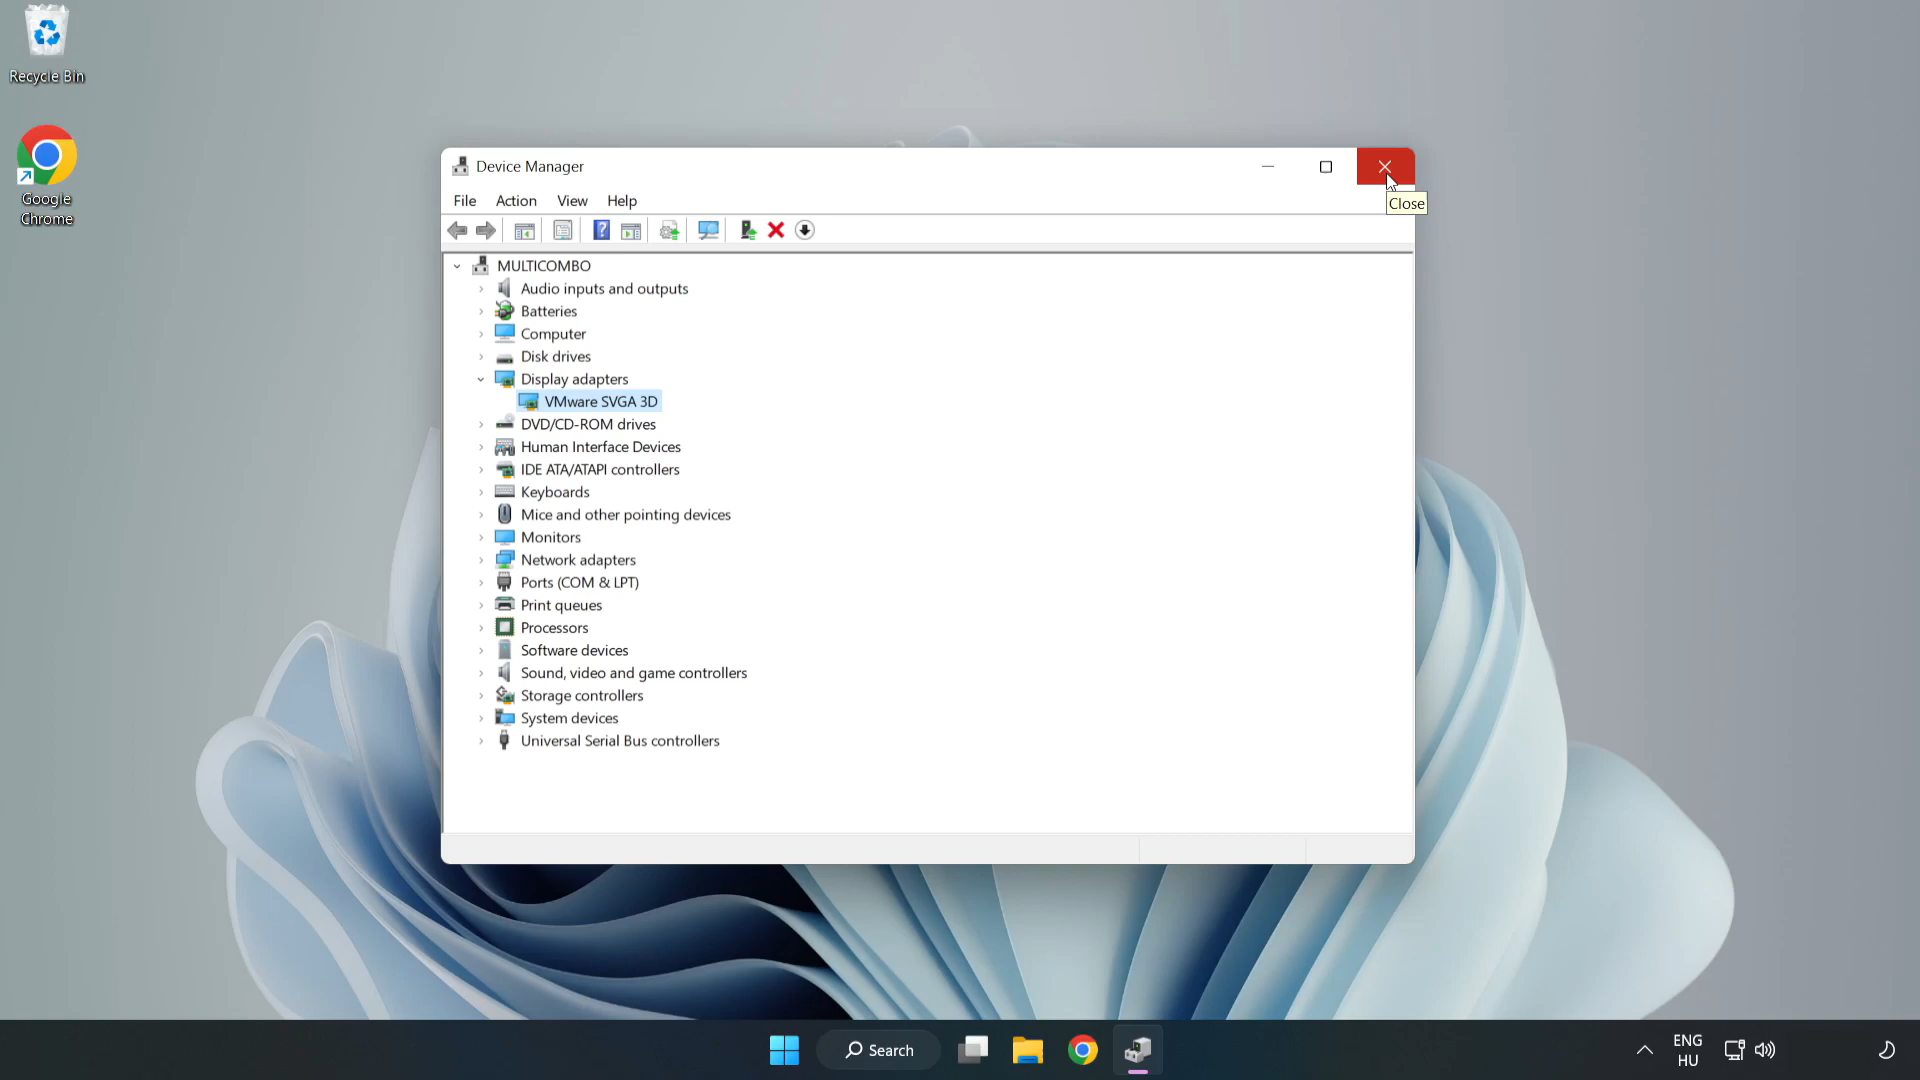 Recycle Bin
Google
Chrome
Device Manager
File Action View Help
Close
MULTICOMBO
Audio inputs and outputs
Batteries
Computer
Disk drives
Display adapters
VMware SVGA 3D
DVD/CD-ROM drives
Human Interface Devices
IDE ATA/ATAPI controllers
Keyboards
Mice and other pointing devices
Monitors
Network adapters
Ports (COM & LPT)
Print queues
Processors
Software devices
Sound, video and game controllers
Storage controllers
System devices
Universal Serial Bus controllers
Search
ENG
HU